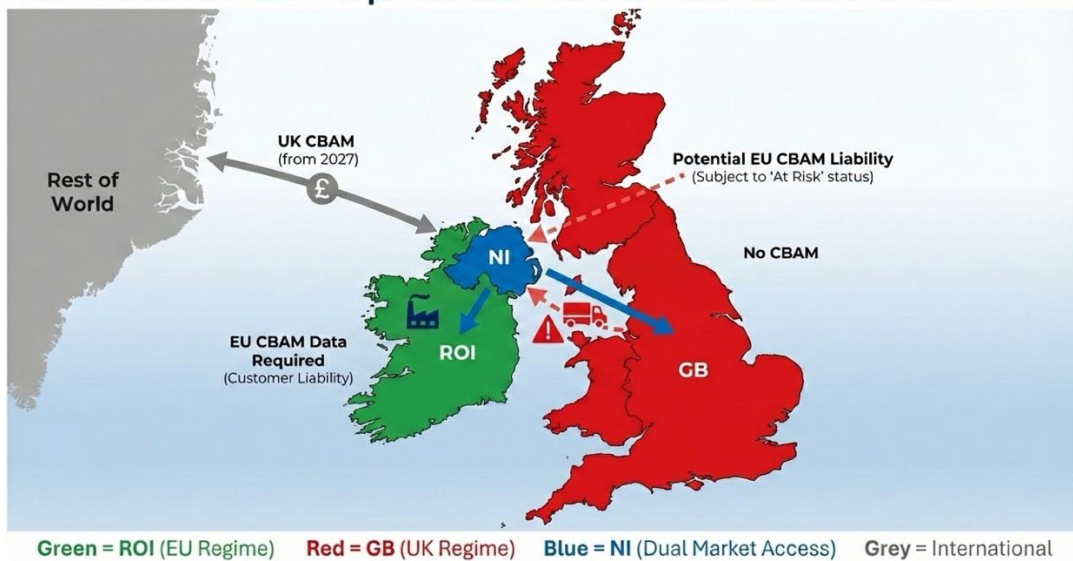 Rest of
World
UK CBAM
(from 2027)
£
Potential EU CBAM Liability
(Subject to 'At Risk' status)
No CBAM
NI
EU CBAM Data
Required
(Customer Liability)
ROI
GB
Green = ROI (EU Regime) Red = GB (UK Regime) Blue = NI (Dual Market Access) Grey = International